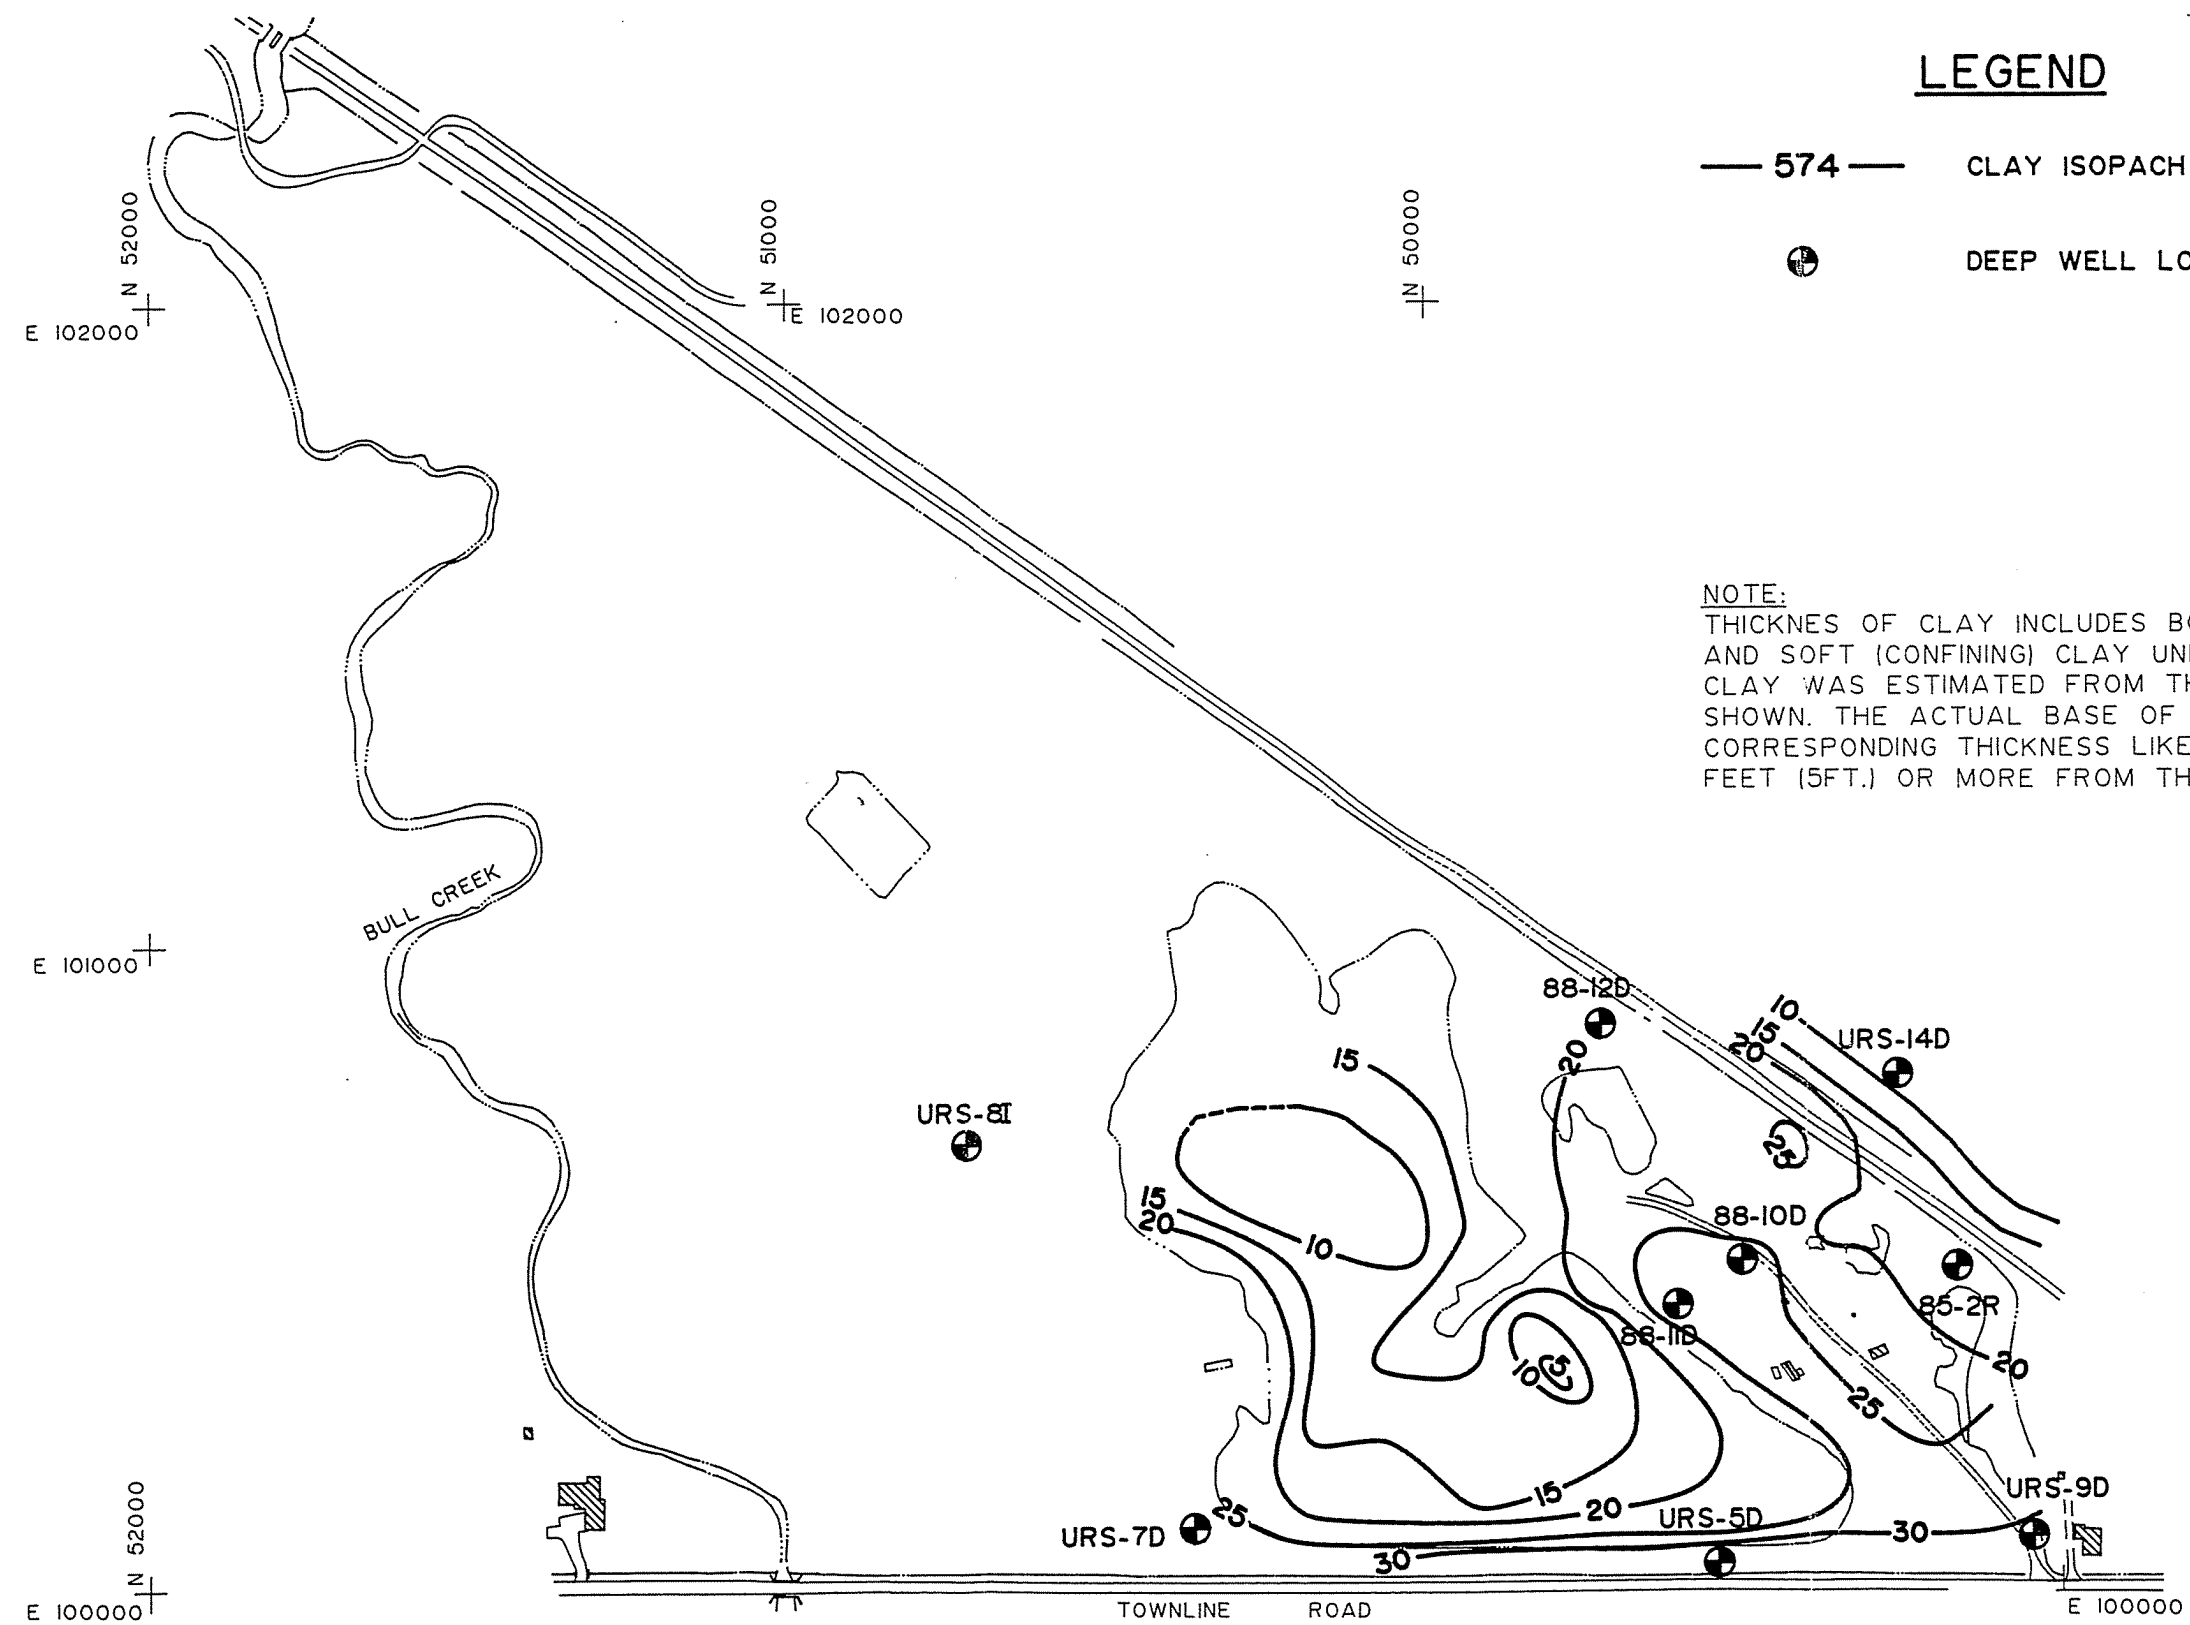 LEGEND
574
CLAY ISOPACH
DEEP WELL LO
N 52000
N 51000
N 50000
E 102000
E 102000
NOTE:
THICKNES OF CLAY INCLUDES BO
AND SOFT (CONFINING) CLAY UN
CLAY WAS ESTIMATED FROM TH
SHOWN. THE ACTUAL BASE OF
CORRESPONDING THICKNESS LIKE
FEET (5FT.) OR MORE FROM TH
BULL CREEK
E 101000
88-12D
10
15
20
URS-14D
15
20
URS-8I
25
15
20
10
88-10D
85-2R
88-11D
5
10
20
25
15
20
25
URS-7D
URS-5D
URS-9D
30
30
N 52000
E 100000
TOWNLINE ROAD
E 100000